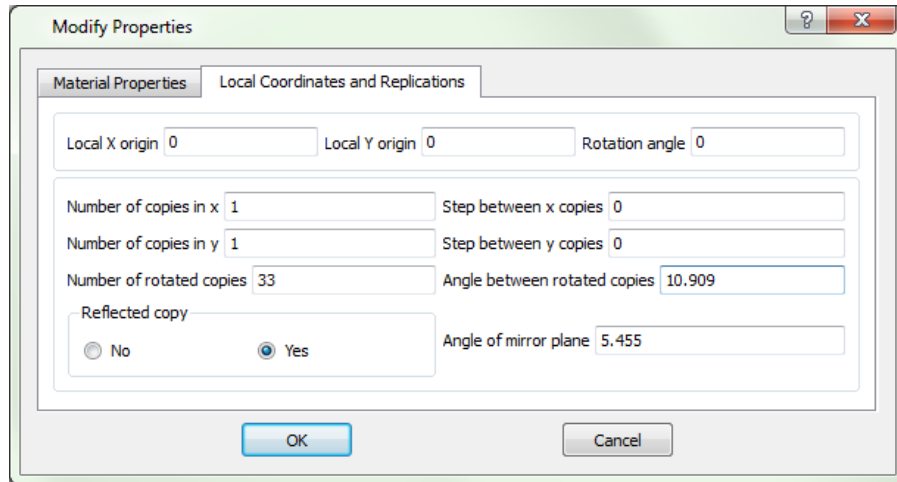 Modify Properties ?
Material Properties Local Coordinates and Replications
Local X origin 0 Local Y origin 0 Rotation angle 0
Number of copies in x 1 Step between x copies 0
Number of copies in y 1 Step between y copies 0
Number of rotated copies 33 Angle between rotated copies 10.909
Reflected copy
No Yes Angle of mirror plane 5.455
OK Cancel